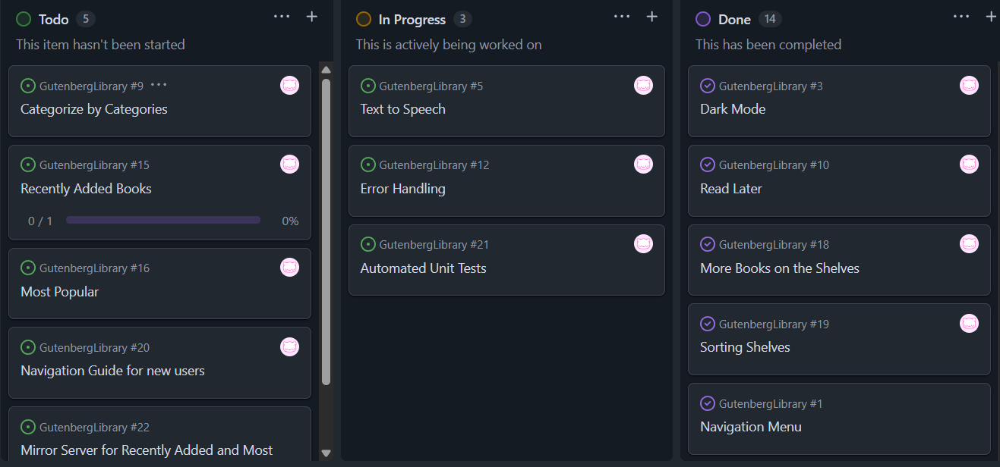 Todo 5
This item hasn't been started
GutenbergLibrary #9
Categorize by Categories
GutenbergLibrary #15
Recently Added Books
0 / 1 0%
GutenbergLibrary #16
Most Popular
GutenbergLibrary #20
Navigation Guide for new users
GutenbergLibrary #22
Mirror Server for Recently Added and Most
In Progress 3
This is actively being worked on
GutenbergLibrary #5
Text to Speech
GutenbergLibrary #12
Error Handling
GutenbergLibrary #21
Automated Unit Tests
Done 14
This has been completed
GutenbergLibrary #3
Dark Mode
GutenbergLibrary #10
Read Later
GutenbergLibrary #18
More Books on the Shelves
GutenbergLibrary #19
Sorting Shelves
GutenbergLibrary #1
Navigation Menu